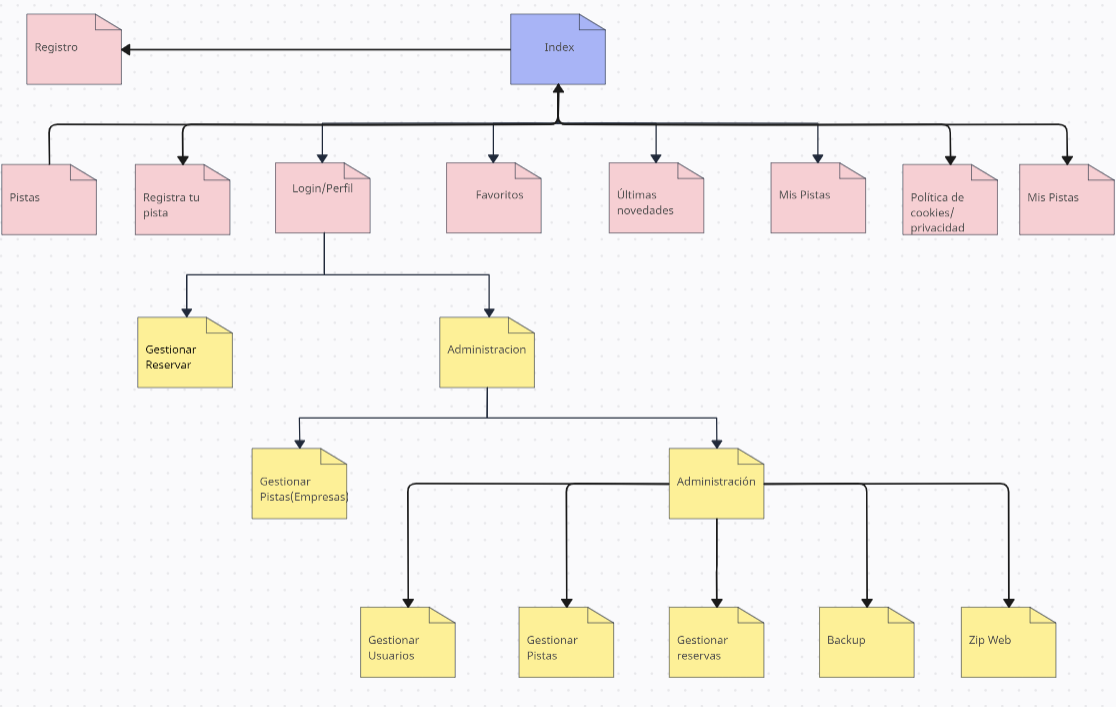 Registro
Index
Pistas
Registra tu
pista
Login/Perfil
Favoritos
Últimas
novedades
Mis Pistas
Política de
cookies/
privacidad
Mis Pistas
Gestionar
Reservar
Administracion
Gestionar
Pistas(Empresas)
Administración
Gestionar
Usuarios
Gestionar
Pistas
Gestionar
reservas
Backup
Zip Web